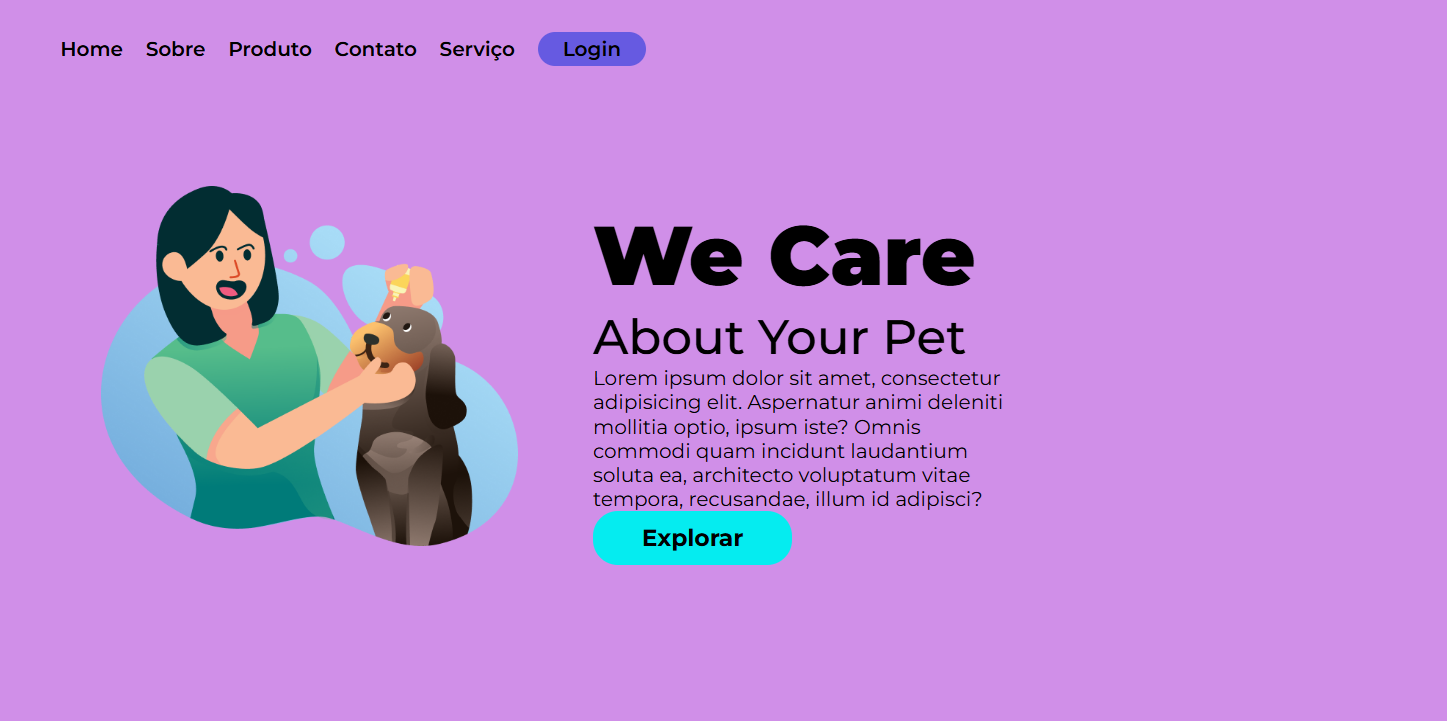 Home Sobre Produto Contato Serviço Login
We Care
About Your Pet
Lorem ipsum dolor sit amet, consectetur
adipisicing elit. Aspernatur animi deleniti
mollitia optio, ipsum iste? Omnis
commodi quam incidunt laudantium
soluta ea, architecto voluptatum vitae
tempora, recusandae, illum id adipisci?
Explorar